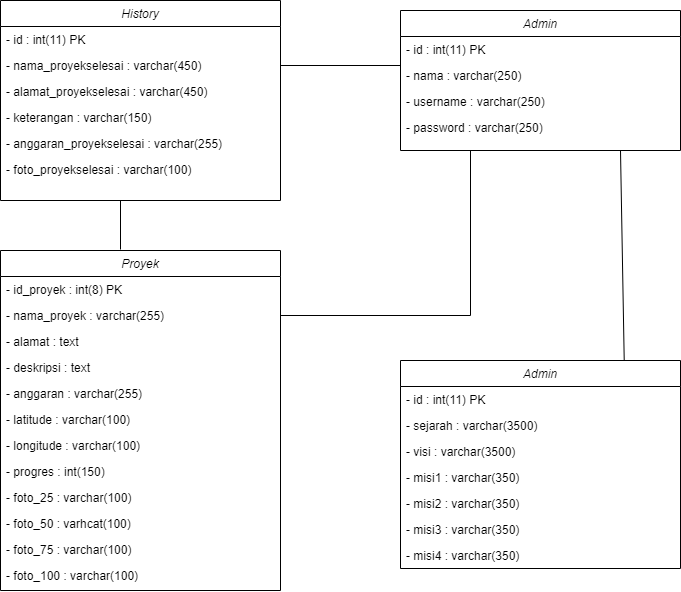 History
- id : int(11) PK
- nama_proyekselesai : varchar(450)
- alamat_proyekselesai : varchar(450)
- keterangan : varchar(150)
- anggaran_proyekselesai : varchar(255)
- foto_proyekselesai : varchar(100)
Admin
- id : int(11) PK
- nama : varchar(250)
- username : varchar(250)
- password : varchar(250)
Proyek
- id_proyek : int(8) PK
- nama_proyek : varchar(255)
- alamat : text
- deskripsi : text
- anggaran : varchar(255)
- latitude : varchar(100)
- longitude : varchar(100)
- progres : int(150)
- foto_25 : varchar(100)
- foto_50 : varhcat(100)
- foto_75 : varchar(100)
- foto_100 : varchar(100)
Admin
- id : int(11) PK
- sejarah : varchar(3500)
- visi : varchar(3500)
- misi1 : varchar(350)
- misi2 : varchar(350)
- misi3 : varchar(350)
- misi4 : varchar(350)